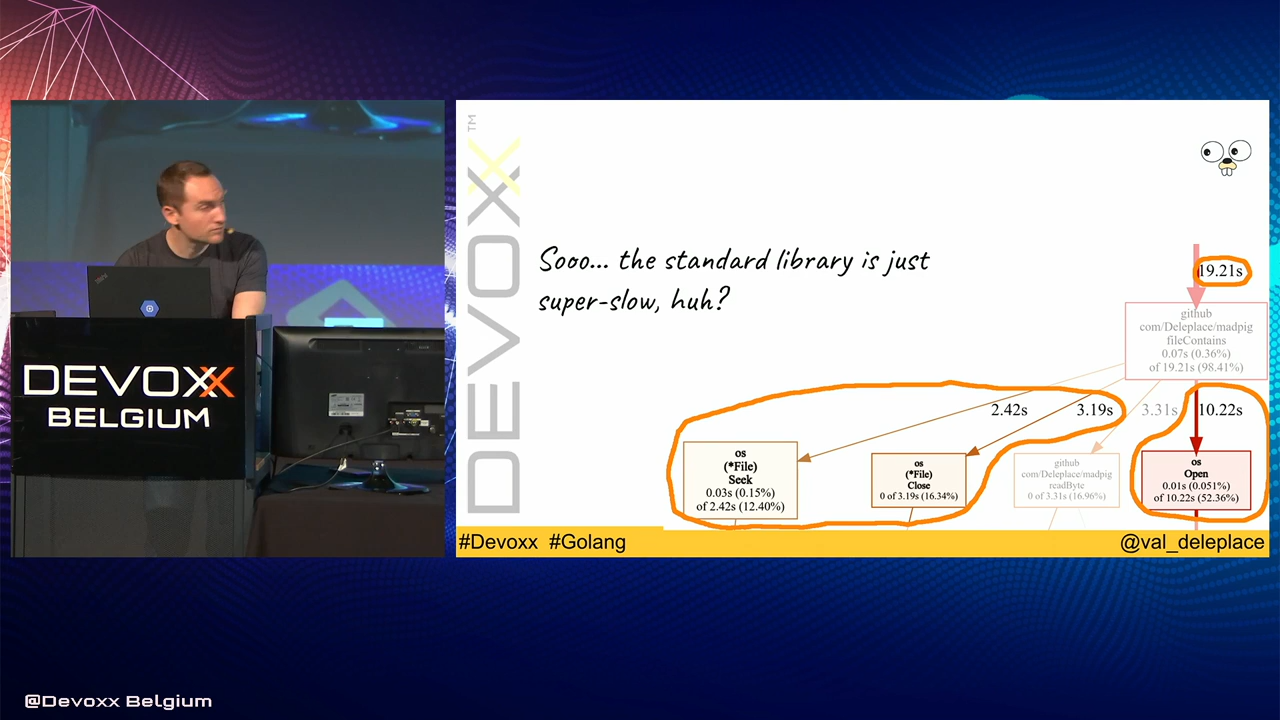 DEVOXX
BELGIUM
DEVOXX™
Sooo... the standard library is just
super-slow, huh?
19.21s
github
com/Deleplace/madpig
fileContains
0.07s (0.36%)
of 19.21s (98.41%)
2.42s
3.19s
3.31s
10.22s
os
(*File)
Seek
0.03s (0.15%)
of 2.42s (12.40%)
os
(*File)
Close
0 of 3.19s (16.34%)
github
com/Deleplace/madpig
readByte
0 of 3.31s (16.96%)
os
Open
0.01s (0.051%)
of 10.22s (52.36%)
#Devoxx #Golang
@val_deleplace
@Devoxx Belgium